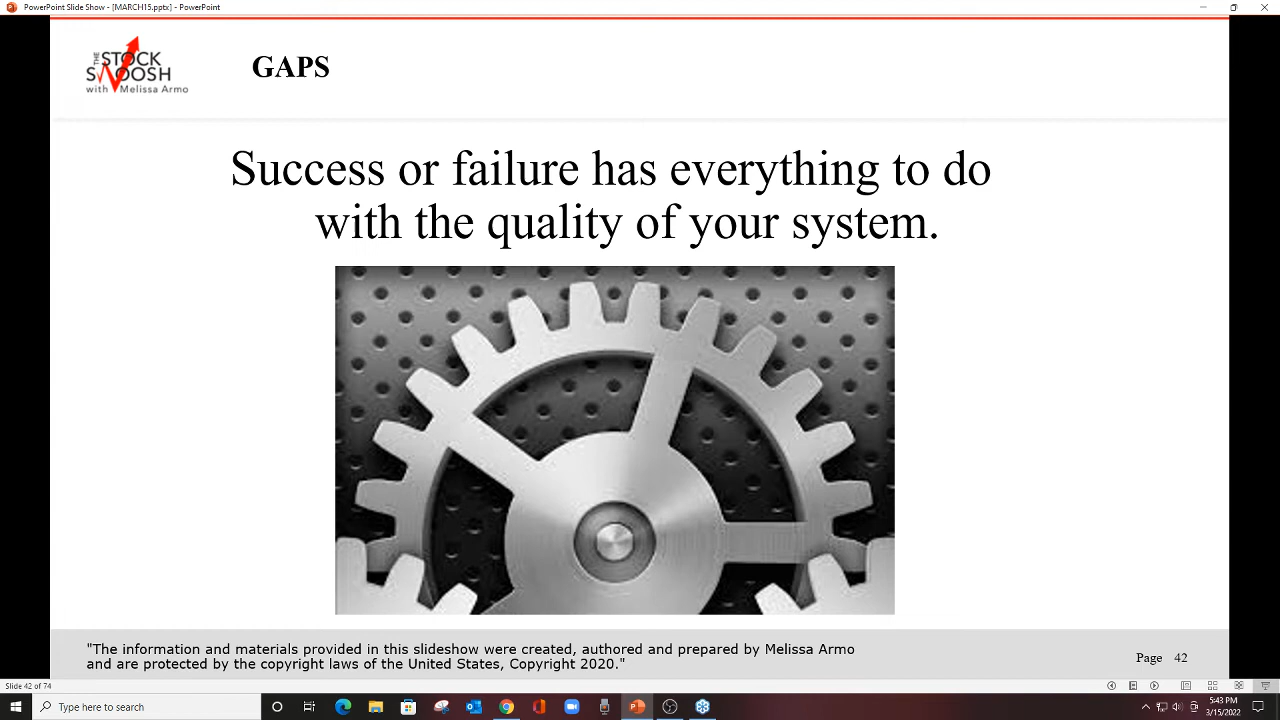 PowerPoint Slide Show - [MARCH15.pptx] - PowerPoint
THE
STOCK
SWOOSH
with Melissa Armo
GAPS
Success or failure has everything to do
with the quality of your system.
"The information and materials provided in this slideshow were created, authored and prepared by Melissa Armo
and are protected by the copyright laws of the United States, Copyright 2020."
Page 42
Slide 42 of 74
Type here to search
5:43 PM
3/15/2022